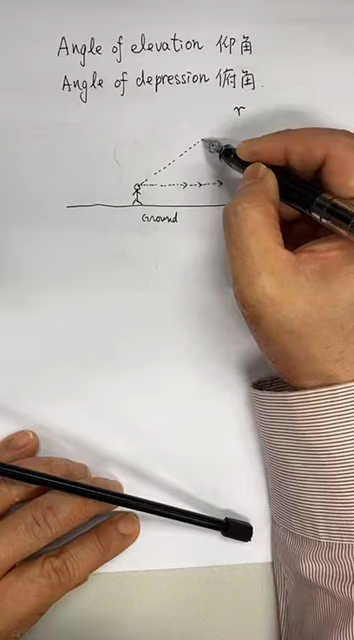 Angle of elevation 仰角
Angle of depression 俯角.
Ground